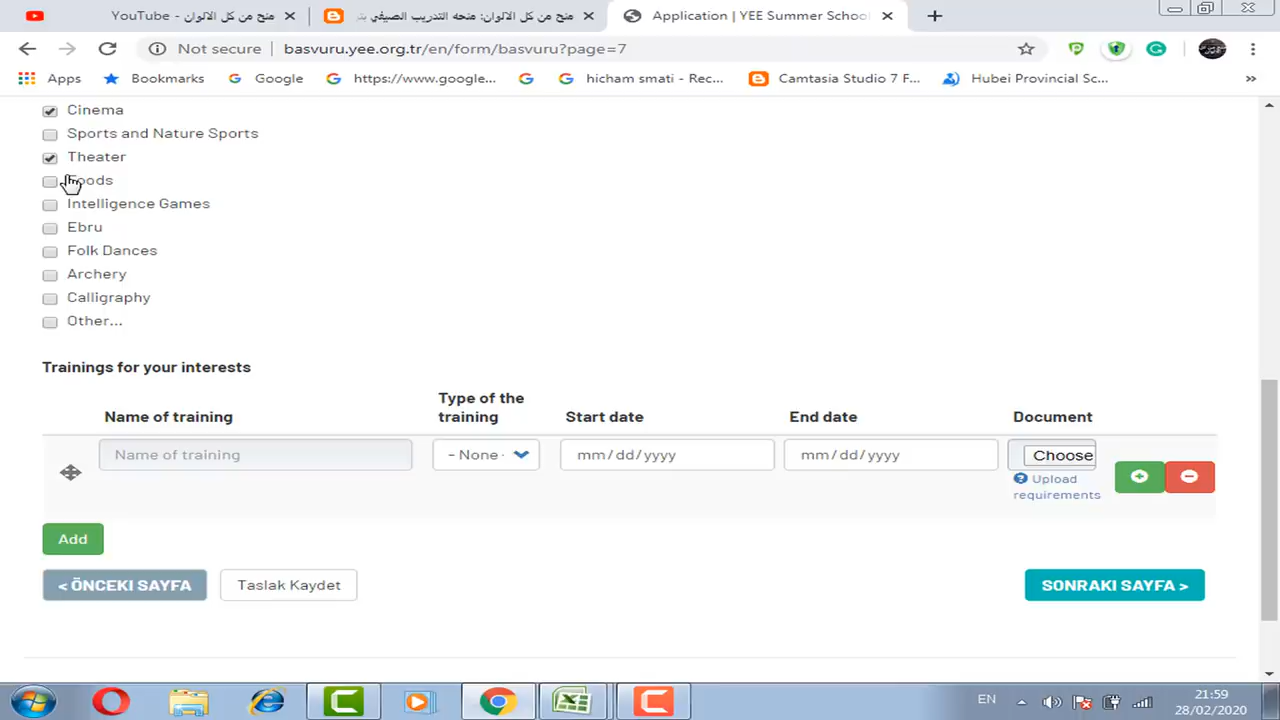 YouTube - منح من كل الالوان
منح من كل الالوان: منحه التدريب الصيفي
Application | YEE Summer School
Not secure basvuru.yee.org.tr/en/form/basvuru?page=7
Apps Bookmarks Google https://www.google... hicham smati - Rec... Camtasia Studio 7 F... Hubei Provincial Sc... »
Cinema
Sports and Nature Sports
Theater
Foods
Intelligence Games
Ebru
Folk Dances
Archery
Calligraphy
Other...
Trainings for your interests
Name of training Type of the training Start date End date Document
Name of training - None - mm/dd/yyyy mm/dd/yyyy Choose
Upload
requirements
Add
< ÖNCEKI SAYFA Taslak Kaydet SONRAKI SAYFA >
EN 21:59
28/02/2020